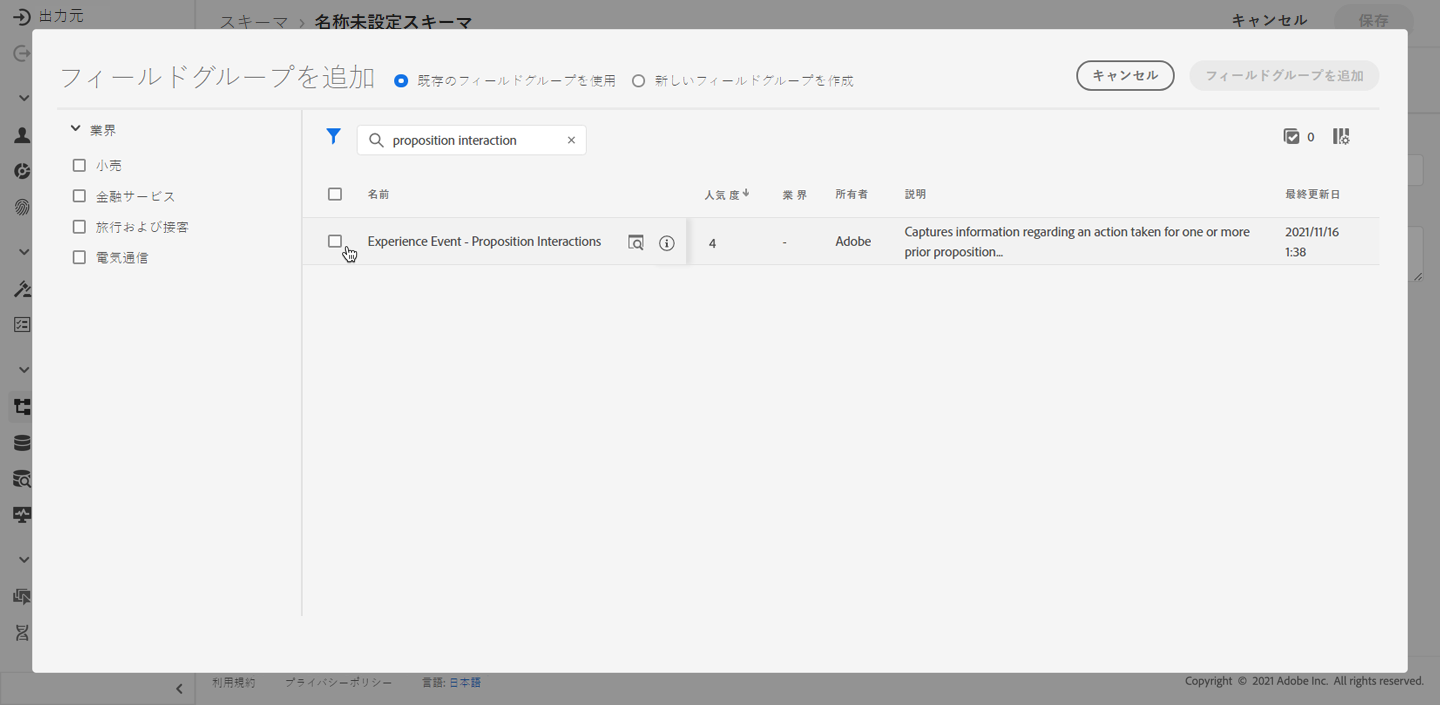 出力元
スキーマ > 名称未設定スキーマ
キャンセル
保存
フィールドグループを追加
既存のフィールドグループを使用
新しいフィールドグループを作成
キャンセル
フィールドグループを追加
業界
小売
金融サービス
旅行および接客
電気通信
proposition interaction
0
名前
人気度
業界
所有者
説明
最終更新日
Experience Event - Proposition Interactions
4
-
Adobe
Captures information regarding an action taken for one or more
prior proposition...
2021/11/16
1:38
利用規約
プライバシーポリシー
言語: 日本語
Copyright © 2021 Adobe Inc. All rights reserved.